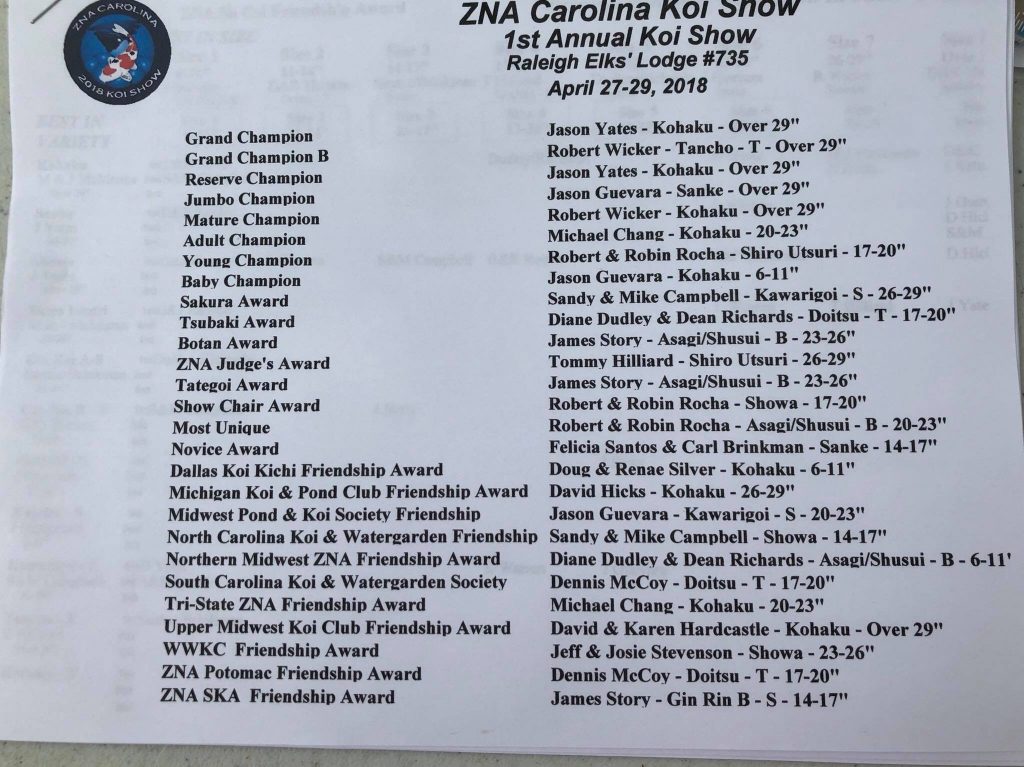 ZNA CAROLINA
2018 KOI SHOW
ZNA Carolina Koi Show
1st Annual Koi Show
Raleigh Elks' Lodge #735
April 27-29, 2018
Grand Champion Jason Yates - Kohaku - Over 29"
Grand Champion B Robert Wicker - Tancho - T - Over 29"
Reserve Champion Jason Yates - Kohaku - Over 29"
Jumbo Champion Jason Guevara - Sanke - Over 29"
Mature Champion Robert Wicker - Kohaku - Over 29"
Adult Champion Michael Chang - Kohaku - 20-23"
Young Champion Robert & Robin Rocha - Shiro Utsuri - 17-20"
Baby Champion Jason Guevara - Kohaku - 6-11"
Sakura Award Sandy & Mike Campbell - Kawarigoi - S - 26-29"
Tsubaki Award Diane Dudley & Dean Richards - Doitsu - T - 17-20"
Botan Award James Story - Asagi/Shusui - B - 23-26"
ZNA Judge's Award Tommy Hilliard - Shiro Utsuri - 26-29"
Tategoi Award James Story - Asagi/Shusui - B - 23-26"
Show Chair Award Robert & Robin Rocha - Showa - 17-20"
Most Unique Robert & Robin Rocha - Asagi/Shusui - B - 20-23"
Novice Award Felicia Santos & Carl Brinkman - Sanke - 14-17"
Dallas Koi Kichi Friendship Award Doug & Renae Silver - Kohaku - 6-11"
Michigan Koi & Pond Club Friendship Award David Hicks - Kohaku - 26-29"
Midwest Pond & Koi Society Friendship Jason Guevara - Kawarigoi - S - 20-23"
North Carolina Koi & Watergarden Friendship Sandy & Mike Campbell - Showa - 14-17"
Northern Midwest ZNA Friendship Award Diane Dudley & Dean Richards - Asagi/Shusui - B - 6-11'
South Carolina Koi & Watergarden Society Dennis McCoy - Doitsu - T - 17-20"
Tri-State ZNA Friendship Award Michael Chang - Kohaku - 20-23"
Upper Midwest Koi Club Friendship Award David & Karen Hardcastle - Kohaku - Over 29"
WWKC Friendship Award Jeff & Josie Stevenson - Showa - 23-26"
ZNA Potomac Friendship Award Dennis McCoy - Doitsu - T - 17-20"
ZNA SKA Friendship Award James Story - Gin Rin B - S - 14-17"